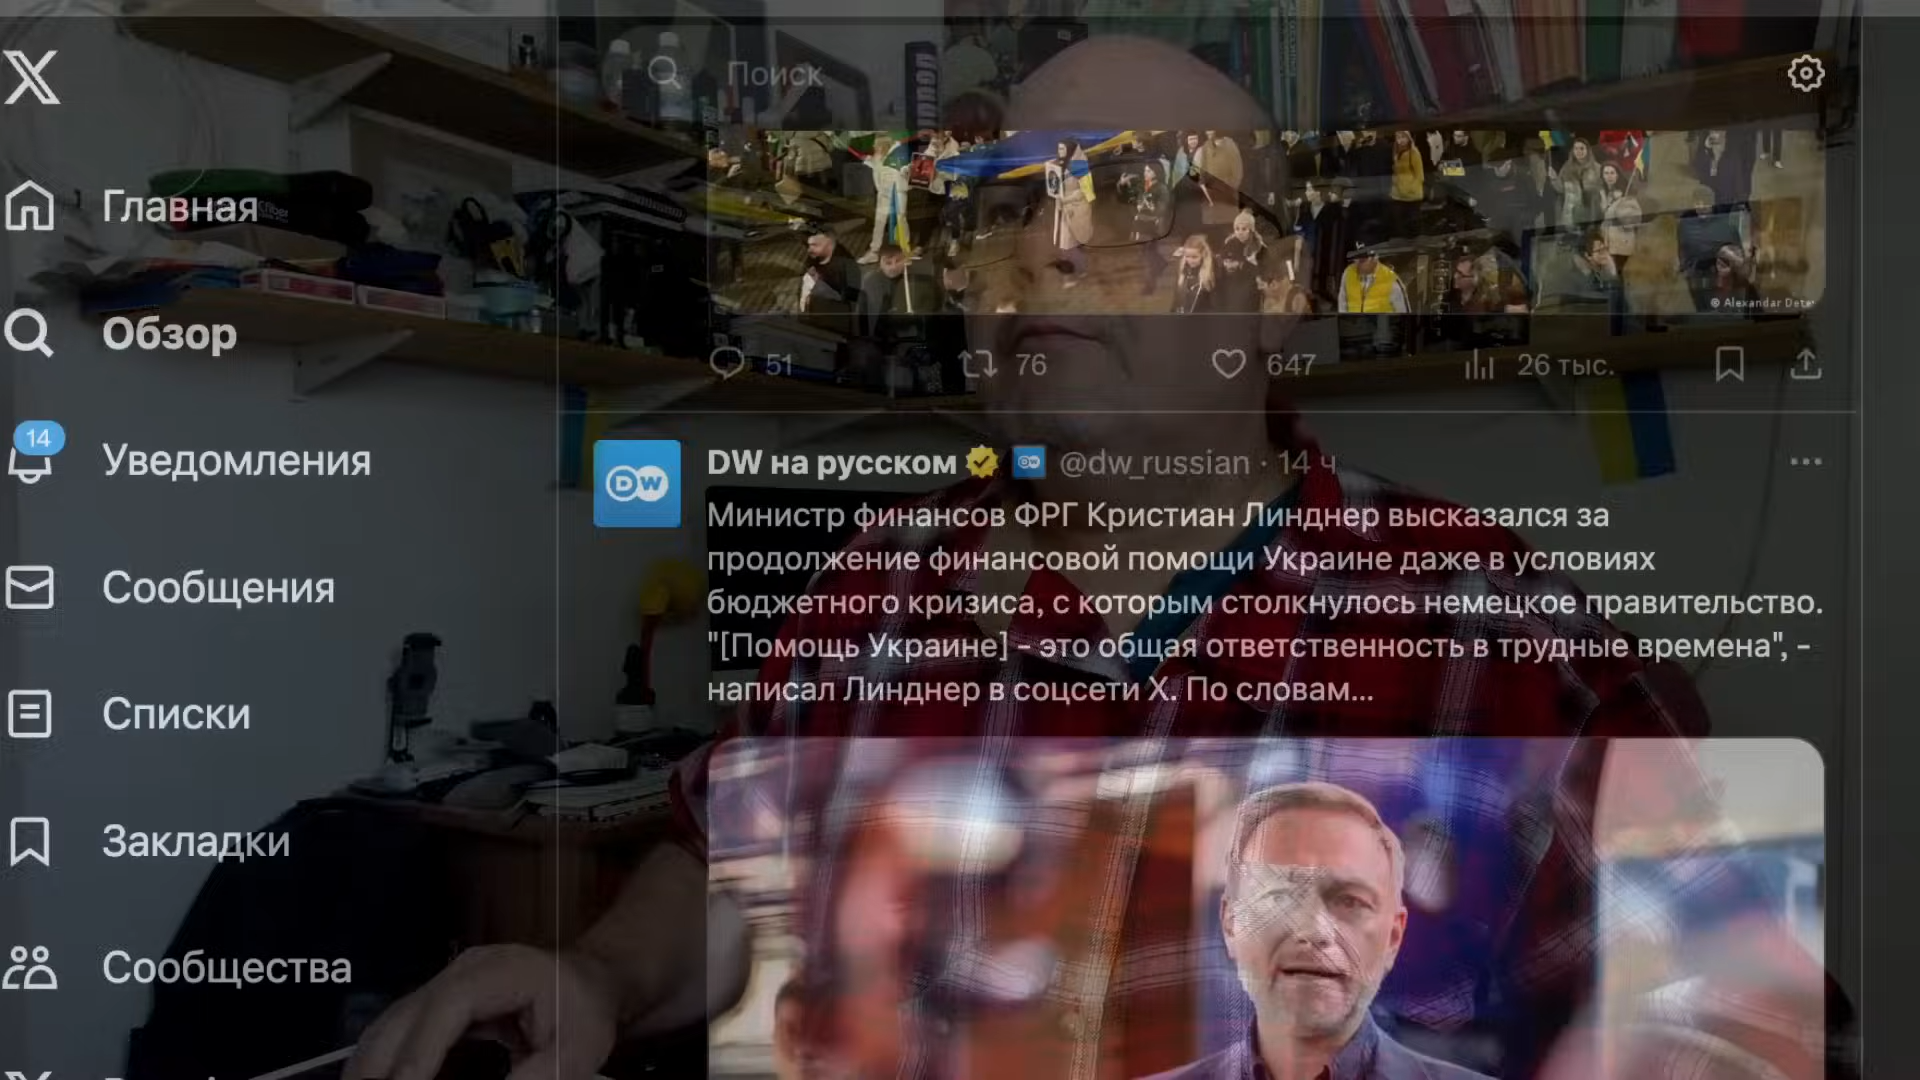 Поиск
Главная
Обзор
14
Уведомления
Сообщения
Списки
Закладки
Сообщества
© Alexandar Dete
51 76 647 26 тыс.
DW на русском @dw_russian · 14 ч
DW
Министр финансов ФРГ Кристиан Линднер высказался за
продолжение финансовой помощи Украине даже в условиях
бюджетного кризиса, с которым столкнулось немецкое правительство.
"[Помощь Украине] - это общая ответственность в трудные времена", -
написал Линднер в соцсети X. По словам...